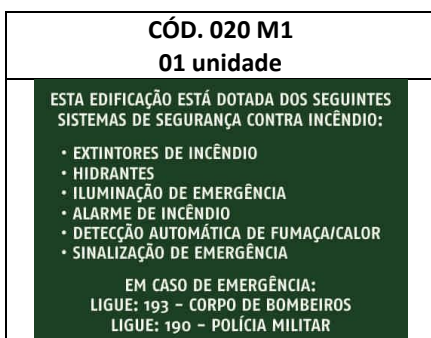 CÓD. 020 M1
01 unidade
ESTA EDIFICAÇÃO ESTÁ DOTADA DOS SEGUINTES
SISTEMAS DE SEGURANÇA CONTRA INCÊNDIO:
• EXTINTORES DE INCÊNDIO
• HIDRANTES
• ILUMINAÇÃO DE EMERGÊNCIA
• ALARME DE INCÊNDIO
• DETECÇÃO AUTOMÁTICA DE FUMAÇA/CALOR
• SINALIZAÇÃO DE EMERGÊNCIA
EM CASO DE EMERGÊNCIA:
LIGUE: 193 – CORPO DE BOMBEIROS
LIGUE: 190 – POLÍCIA MILITAR